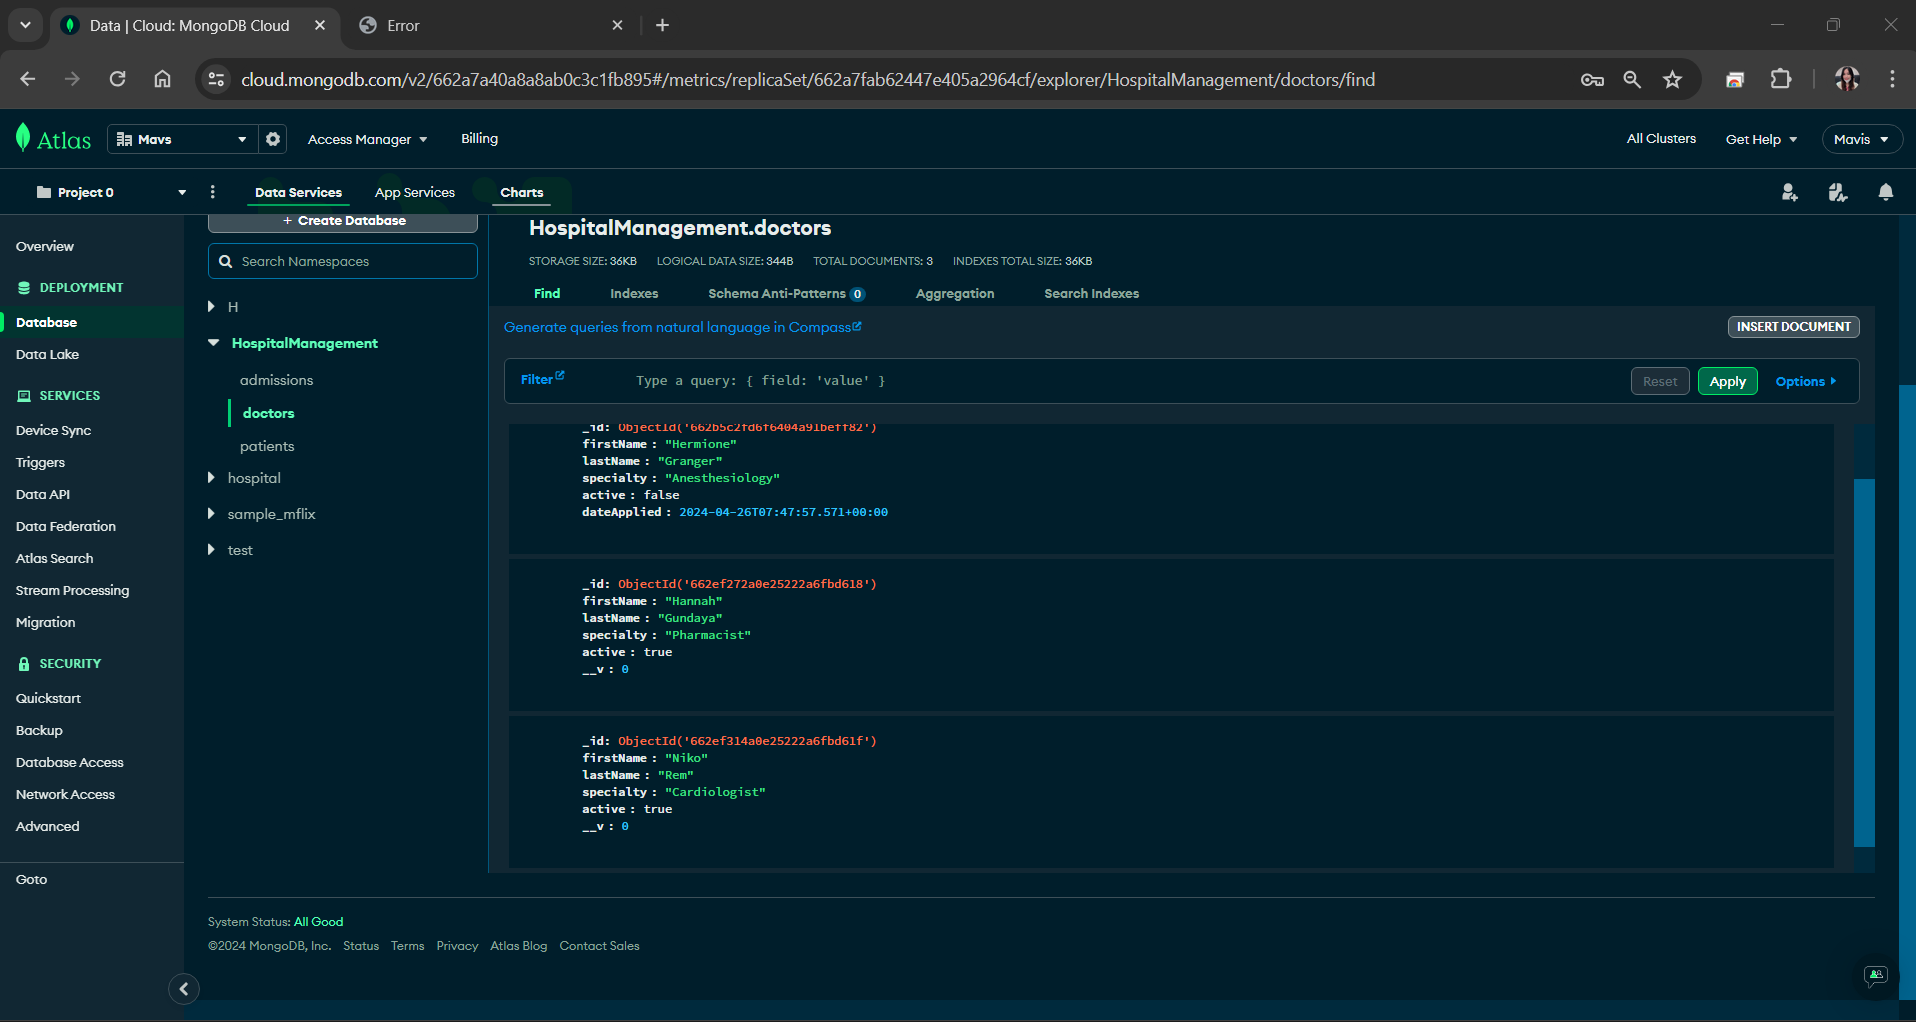 Data | Cloud: MongoDB Cloud
Error
cloud.mongodb.com/v2/662a7a40a8a8ab0c3c1fb895#/metrics/replicaSet/662a7fab62447e405a2964cf/explorer/HospitalManagement/doctors/find
Atlas
Mavs
Access Manager
Billing
All Clusters
Get Help
Mavis
Project 0
Data Services
App Services
Charts
Overview
DEPLOYMENT
Database
Data Lake
SERVICES
Device Sync
Triggers
Data API
Data Federation
Atlas Search
Stream Processing
Migration
SECURITY
Quickstart
Backup
Database Access
Network Access
Advanced
Goto
+ Create Database
Search Namespaces
H
HospitalManagement
admissions
doctors
patients
hospital
sample_mflix
test
HospitalManagement.doctors
STORAGE SIZE: 36KB LOGICAL DATA SIZE: 344B TOTAL DOCUMENTS: 3 INDEXES TOTAL SIZE: 36KB
Find Indexes Schema Anti-Patterns 0 Aggregation Search Indexes
Generate queries from natural language in Compass
INSERT DOCUMENT
Filter
Type a query: { field: 'value' }
Reset
Apply
Options
_id: ObjectId('662b5c2fd6f6404a91beff82')
firstName : "Hermione"
lastName : "Granger"
specialty : "Anesthesiology"
active : false
dateApplied : 2024-04-26T07:47:57.571+00:00
_id: ObjectId('662ef272a0e25222a6fbd618')
firstName : "Hannah"
lastName : "Gundaya"
specialty : "Pharmacist"
active : true
__v : 0
_id: ObjectId('662ef314a0e25222a6fbd61f')
firstName : "Niko"
lastName : "Rem"
specialty : "Cardiologist"
active : true
__v : 0
System Status: All Good
©2024 MongoDB, Inc. Status Terms Privacy Atlas Blog Contact Sales